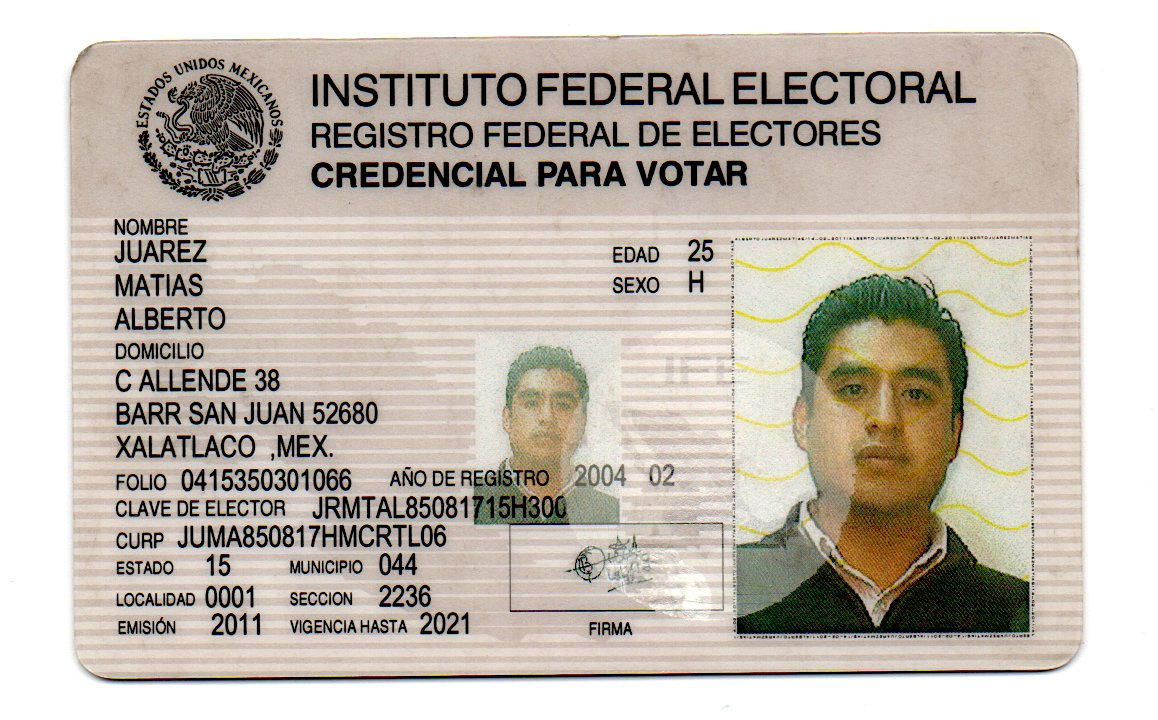 ESTADOS UNIDOS MEXICANOS
INSTITUTO FEDERAL ELECTORAL
REGISTRO FEDERAL DE ELECTORES
CREDENCIAL PARA VOTAR
NOMBRE
JUAREZ
MATIAS
ALBERTO
EDAD 25
SEXO H
DOMICILIO
C ALLENDE 38
BARR SAN JUAN 52680
XALATLACO ,MEX.
IFE
FOLIO 0415350301066 AÑO DE REGISTRO 2004 02
CLAVE DE ELECTOR JRMTAL85081715H300
CURP JUMA850817HMCRTL06
ESTADO 15 MUNICIPIO 044
LOCALIDAD 0001 SECCION 2236
EMISIÓN 2011 VIGENCIA HASTA 2021
FIRMA